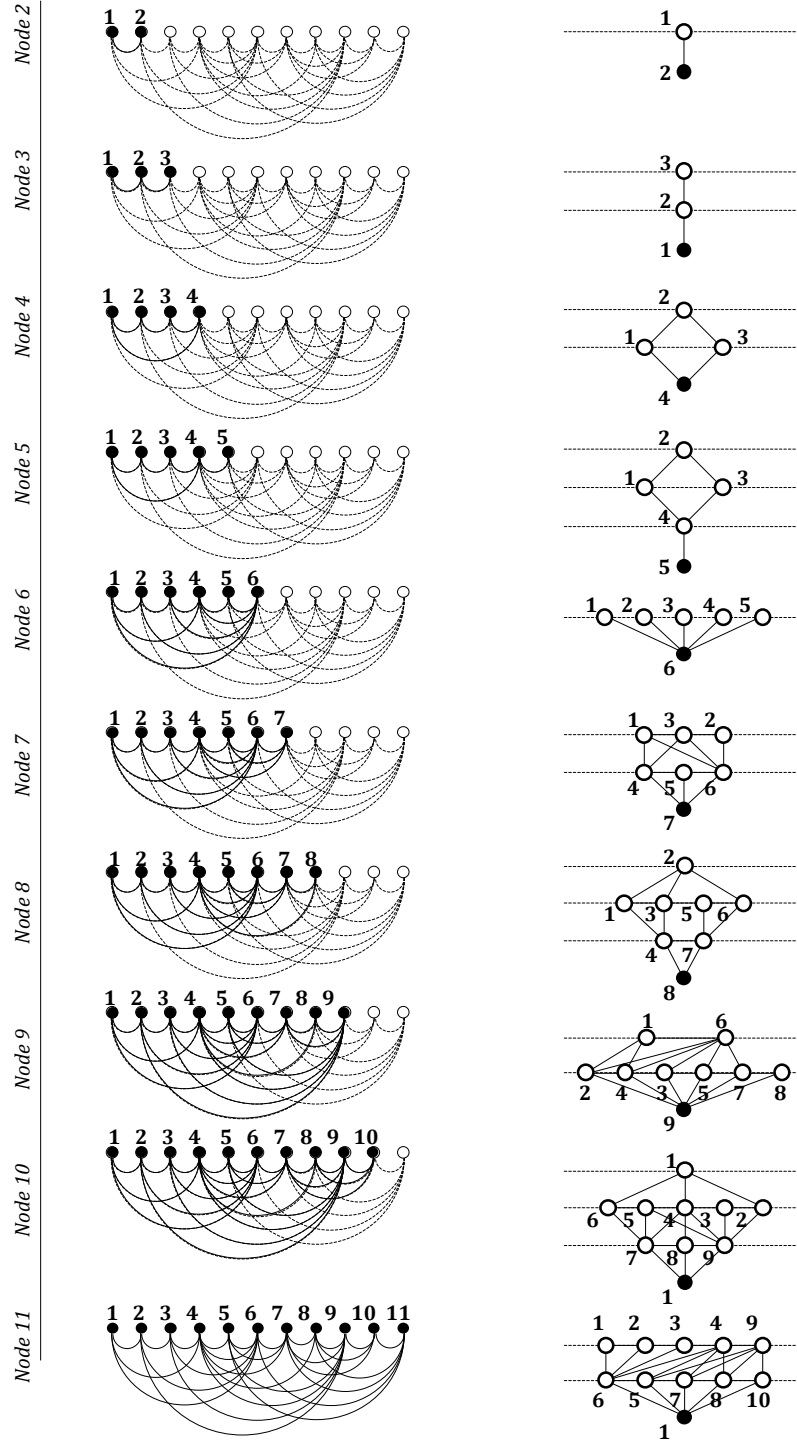 Node 2
1 2
1
2
Node 3
1 2 3
3
2
1
Node 4
1 2 3 4
2
1 3
4
Node 5
1 2 3 4 5
2
1 3
4
5
Node 6
1 2 3 4 5 6
1 2 3 4 5
6
Node 7
1 2 3 4 5 6 7
1 3 2
4 5 6
7
Node 8
1 2 3 4 5 6 7 8
2
1 3 5 6
4 7
8
Node 9
1 2 3 4 5 6 7 8 9
1 6
2 4 3 5 7 8
9
Node 10
1 2 3 4 5 6 7 8 9 10
1
6 5 4 3 2
7 8 9
1
Node 11
1 2 3 4 5 6 7 8 9 10 11
1 2 3 4 9
6 5 7 8 10
1